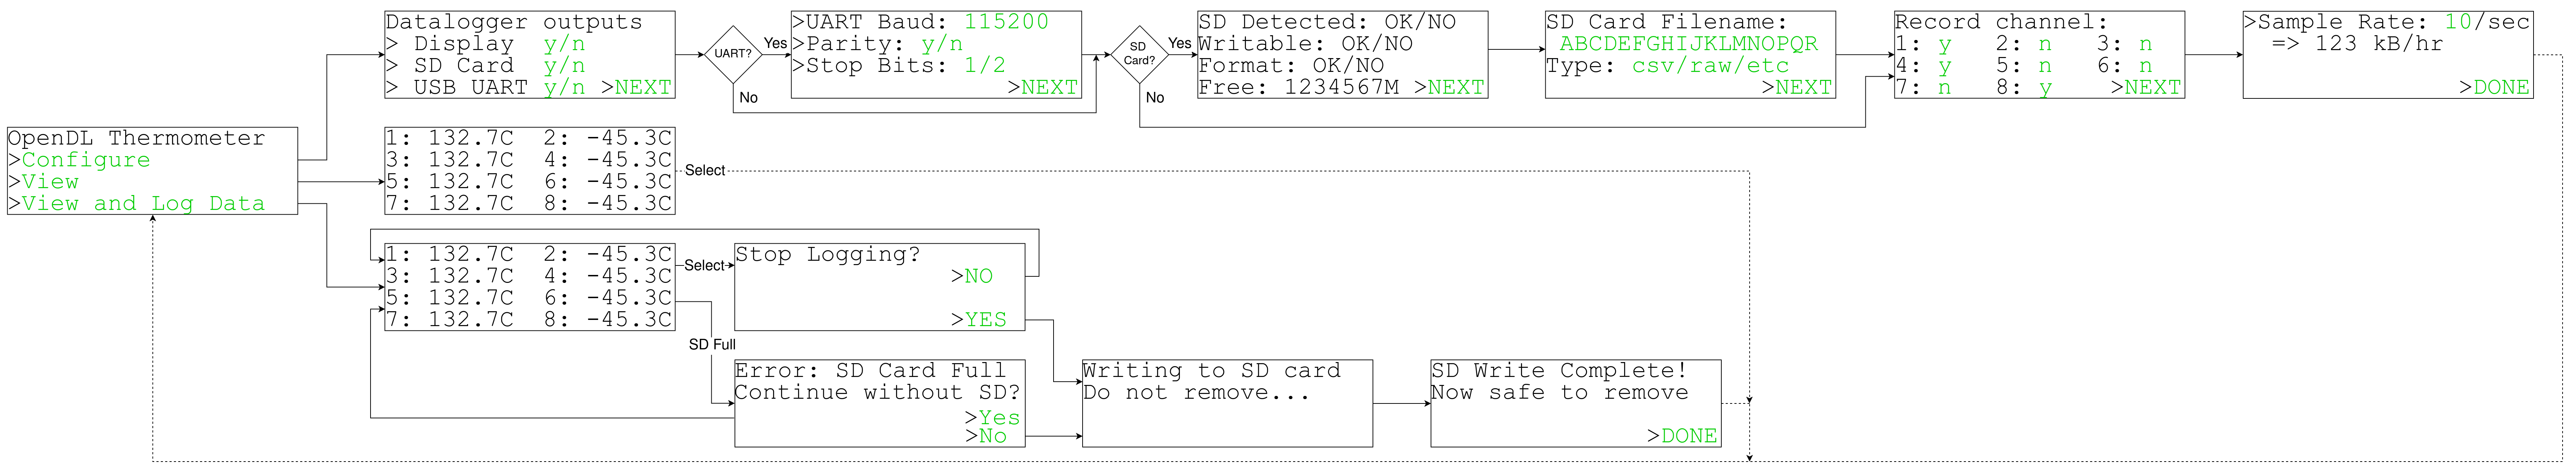 Datalogger outputs
> Display  y/n
> SD Card  y/n
> USB UART y/n >NEXT
UART?
Yes
No
>UART Baud: 115200
>Parity: y/n
>Stop Bits: 1/2
>NEXT
SD
Card?
Yes
No
SD Detected: OK/NO
Writable: OK/NO
Format: OK/NO
Free: 1234567M >NEXT
SD Card Filename:
ABCDEFGHIJKLMNOPQR
Type: csv/raw/etc
>NEXT
Record channel:
1: y   2: n   3: n
4: y   5: n   6: n
7: n   8: y   >NEXT
>Sample Rate: 10/sec
=> 123 kB/hr
>DONE
OpenDL Thermometer
>Configure
>View
>View and Log Data
1: 132.7C  2: -45.3C
3: 132.7C  4: -45.3C
5: 132.7C  6: -45.3C
7: 132.7C  8: -45.3C
Select
1: 132.7C  2: -45.3C
3: 132.7C  4: -45.3C
5: 132.7C  6: -45.3C
7: 132.7C  8: -45.3C
Select
SD Full
Stop Logging?
>NO
>YES
Error: SD Card Full
Continue without SD?
>Yes
>No
Writing to SD card
Do not remove...
SD Write Complete!
Now safe to remove
>DONE